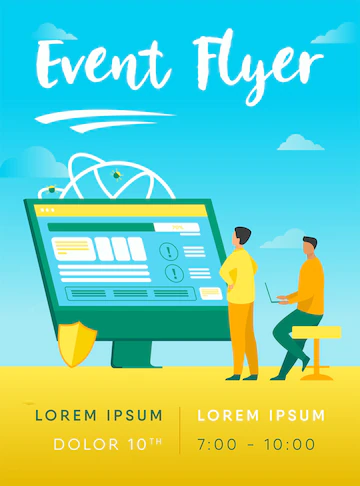 Event Flyer
LOREM IPSUM
DOLOR 10TH
LOREM IPSUM
7:00 - 10:00